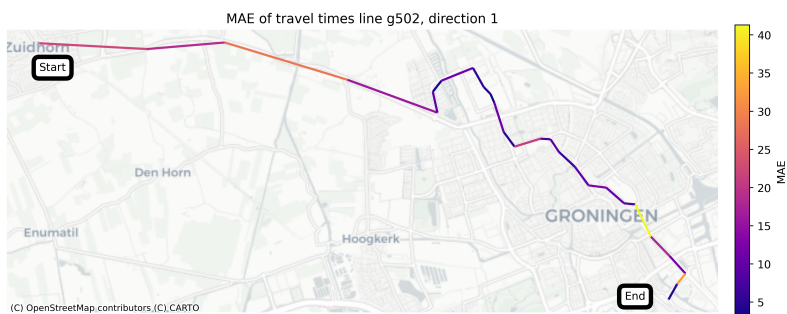 MAE of travel times line g502, direction 1
Zuidhorn
Start
Den Horn
Enumatil
Hoogkerk
GRONINGEN
End
(C) OpenStreetMap contributors (C) CARTO
40
35
30
25
20
15
10
5
MAE